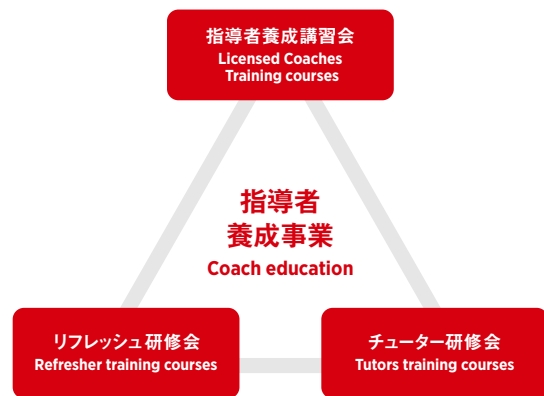 指導者養成講習会
Licensed Coaches
Training courses
指導者
養成事業
Coach education
リフレッシュ研修会
Refresher training courses
チューター研修会
Tutors training courses